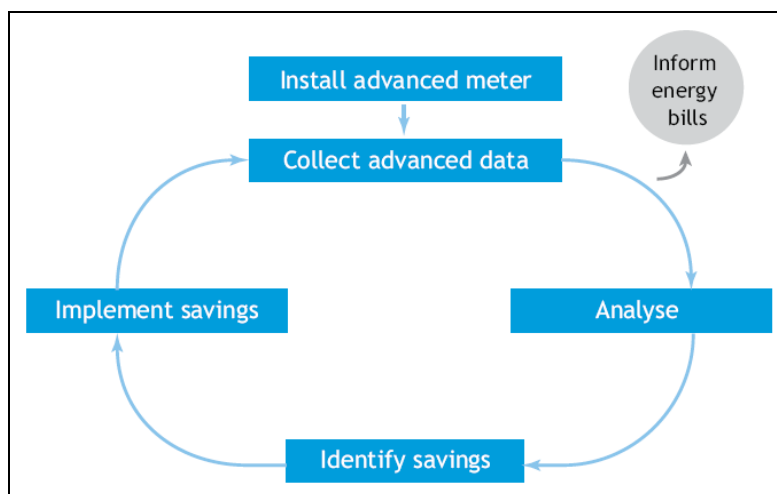 Install advanced meter
Inform
energy
bills
Collect advanced data
Implement savings
Analyse
Identify savings